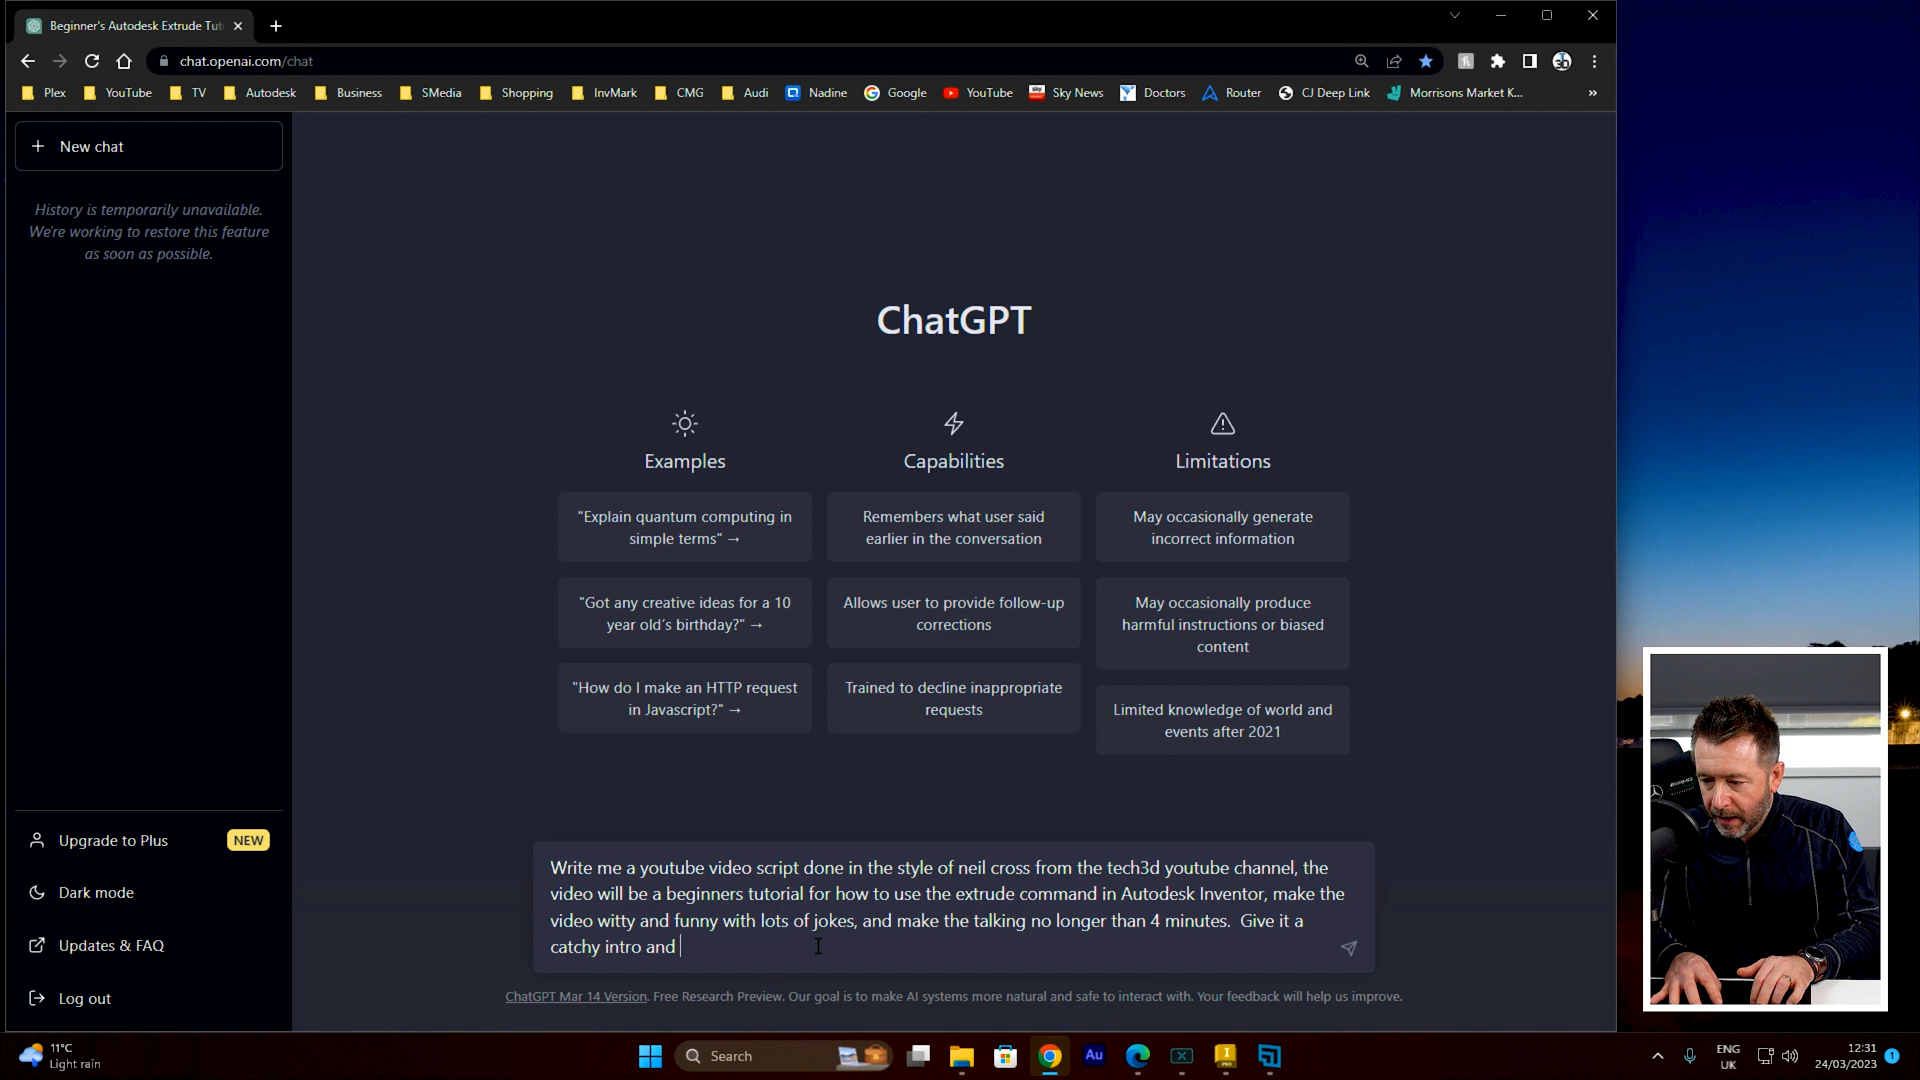 Beginner's Autodesk Extrude Tut
chat.openai.com/chat
Plex
YouTube
TV
Autodesk
Business
SMedia
Shopping
InvMark
CMG
Audi
Nadine
Google
YouTube
Sky News
Doctors
Router
CJ Deep Link
Morrisons Market K...
»
+ New chat
History is temporarily unavailable.
We're working to restore this feature
as soon as possible.
ChatGPT
Examples
"Explain quantum computing in
simple terms" →
"Got any creative ideas for a 10
year old's birthday?" →
"How do I make an HTTP request
in Javascript?" →
Capabilities
Remembers what user said
earlier in the conversation
Allows user to provide follow-up
corrections
Trained to decline inappropriate
requests
Limitations
May occasionally generate
incorrect information
May occasionally produce
harmful instructions or biased
content
Limited knowledge of world and
events after 2021
Upgrade to Plus
NEW
Dark mode
Updates & FAQ
Log out
Write me a youtube video script done in the style of neil cross from the tech3d youtube channel, the
video will be a beginners tutorial for how to use the extrude command in Autodesk Inventor, make the
video witty and funny with lots of jokes, and make the talking no longer than 4 minutes.  Give it a
catchy intro and
ChatGPT Mar 14 Version. Free Research Preview. Our goal is to make AI systems more natural and safe to interact with. Your feedback will help us improve.
11°C
Light rain
Search
Au
ENG
UK
12:31
24/03/2023
1